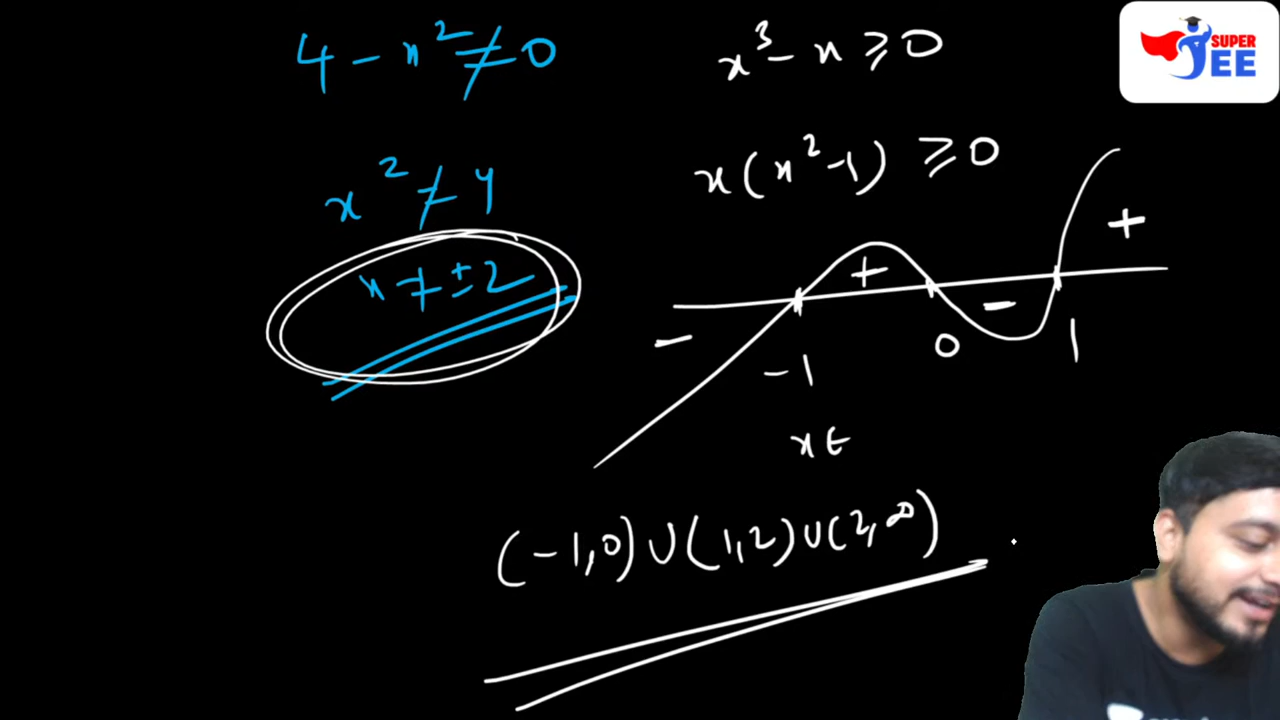 4 - x² ≠ 0
x² ≠ 4
x ≠ ± 2
x³ - x ≥ 0
x(x² - 1) ≥ 0
- + - +
-1 0 1
x ∈
(-1,0) ∪ (1,2) ∪ (2,∞)
SUPER
JEE